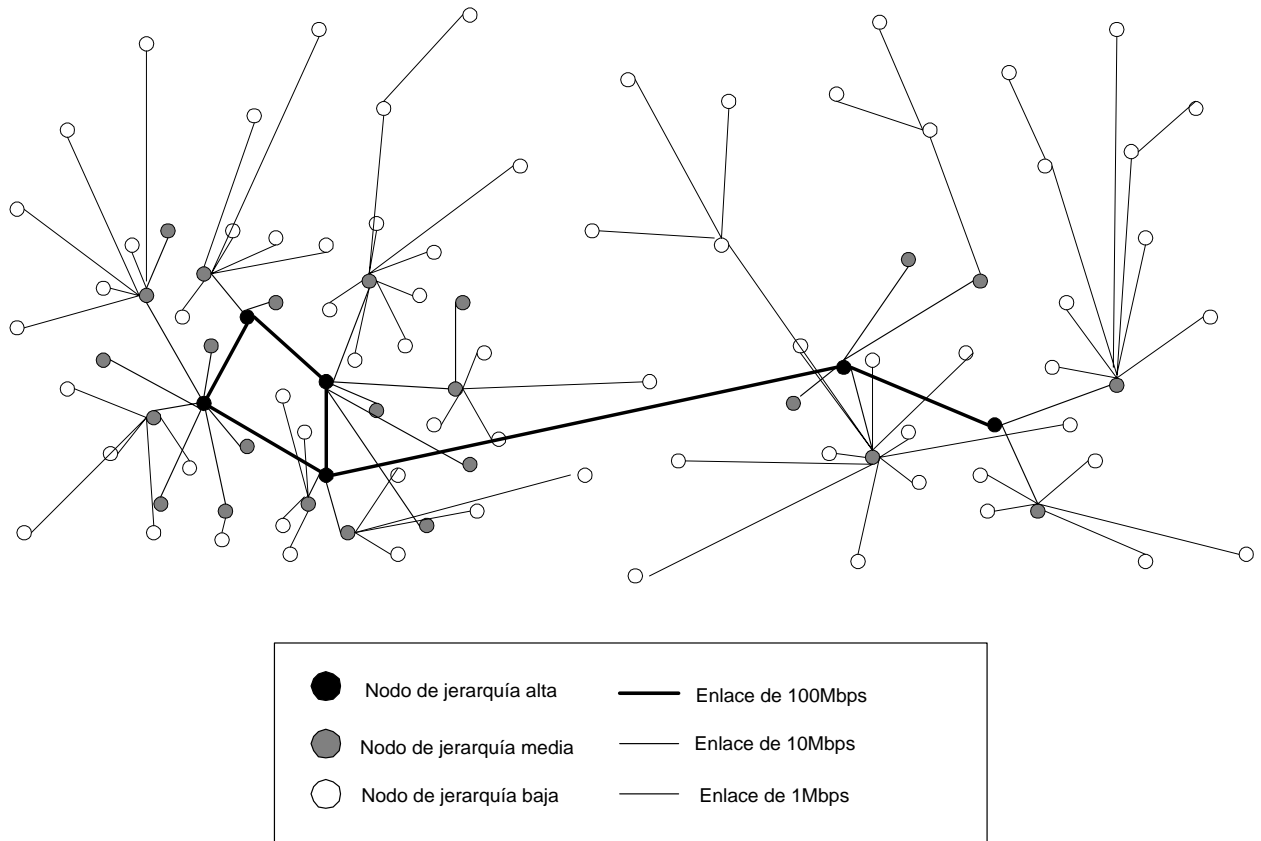 Nodo de jerarquía alta
Enlace de 100Mbps
Nodo de jerarquía media
Enlace de 10Mbps
Nodo de jerarquía baja
Enlace de 1Mbps